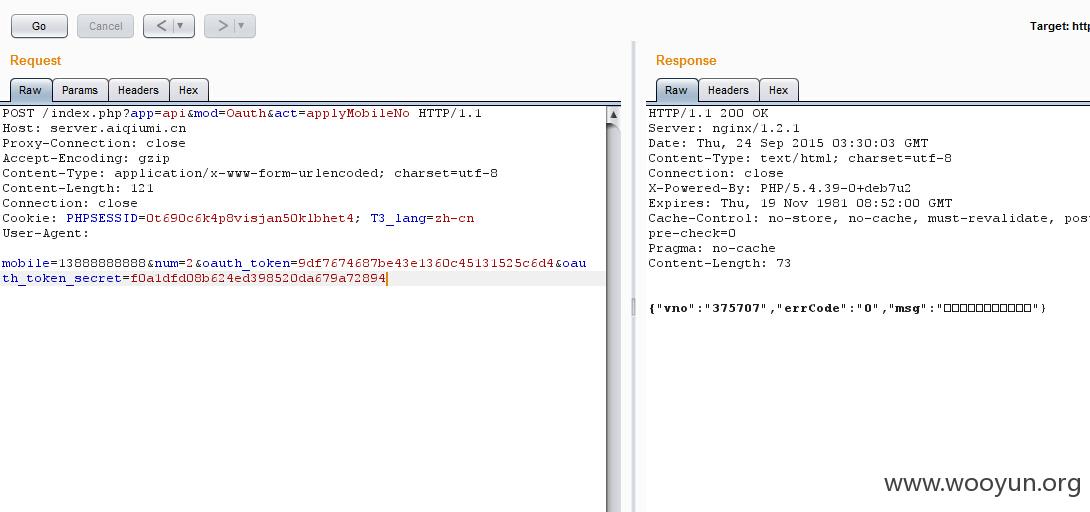 Go Cancel < > Target: http
Request Response
Raw Params Headers Hex Raw Headers Hex
POST /index.php?app=api&mod=Oauth&act=applyMobileNo HTTP/1.1
Host: server.aiqiumi.cn
Proxy-Connection: close
Accept-Encoding: gzip
Content-Type: application/x-www-form-urlencoded; charset=utf-8
Content-Length: 121
Connection: close
Cookie: PHPSESSID=0t690c6k4p8visjan50klbhet4; T3_lang=zh-cn
User-Agent:
mobile=13888888888&num=2&oauth_token=9df7674687be43e1360c45131525c6d4&oau
th_token_secret=f0a1dfd08b624ed398520da679a72894
HTTP/1.1 200 OK
Server: nginx/1.2.1
Date: Thu, 24 Sep 2015 03:30:03 GMT
Content-Type: text/html; charset=utf-8
Connection: close
X-Powered-By: PHP/5.4.39-0+deb7u2
Expires: Thu, 19 Nov 1981 08:52:00 GMT
Cache-Control: no-store, no-cache, must-revalidate, pos
pre-check=0
Pragma: no-cache
Content-Length: 73
{"vno":"375707","errCode":"0","msg":"□□□□□□□□□□□"}
www.wooyun.org